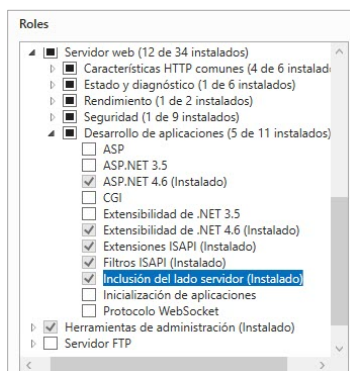 Roles
Servidor web (12 de 34 instalados)
Características HTTP comunes (4 de 6 instalad
Estado y diagnóstico (1 de 6 instalados)
Rendimiento (1 de 2 instalados)
Seguridad (1 de 9 instalados)
Desarrollo de aplicaciones (5 de 11 instalados)
ASP
ASP.NET 3.5
ASP.NET 4.6 (Instalado)
CGI
Extensibilidad de .NET 3.5
Extensibilidad de .NET 4.6 (Instalado)
Extensiones ISAPI (Instalado)
Filtros ISAPI (Instalado)
Inclusión del lado servidor (Instalado)
Inicialización de aplicaciones
Protocolo WebSocket
Herramientas de administración (Instalado)
Servidor FTP